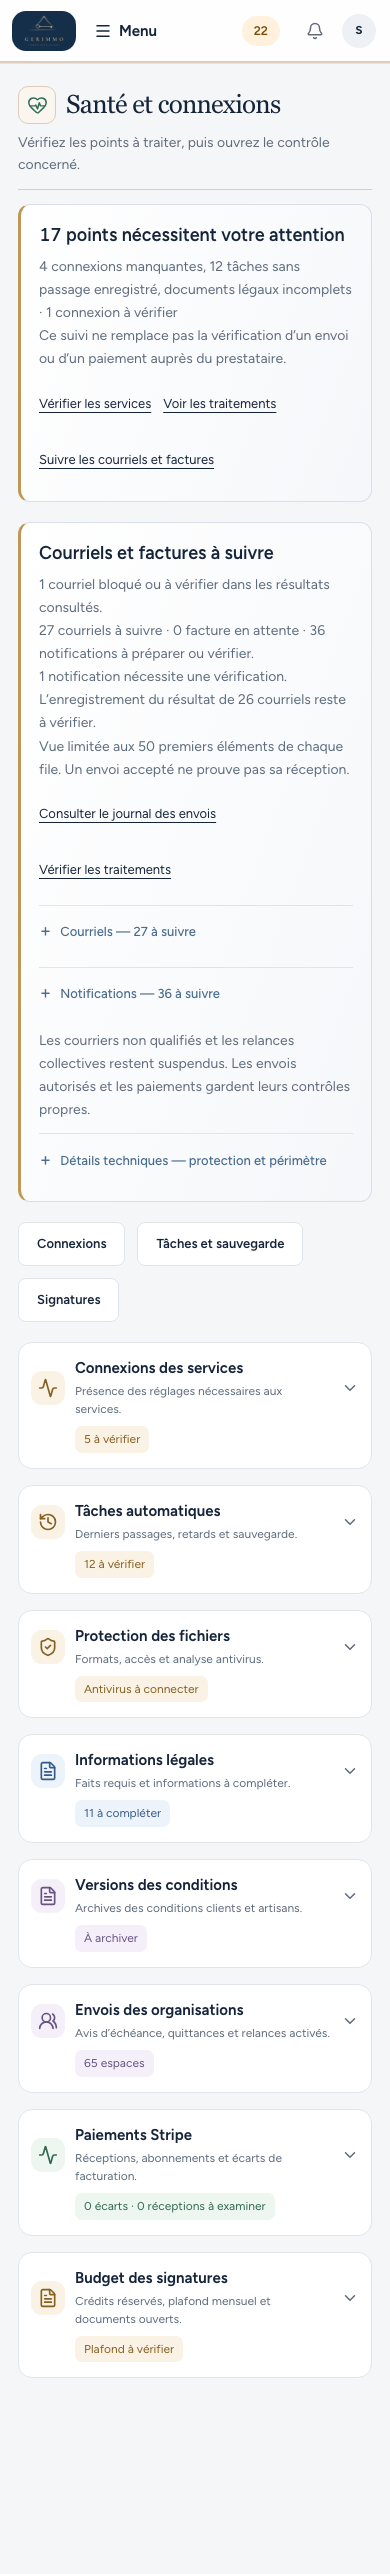 GERIMMO
Menu
22
S
Santé et connexions
Vérifiez les points à traiter, puis ouvrez le contrôle
concerné.
17 points nécessitent votre attention
4 connexions manquantes, 12 tâches sans
passage enregistré, documents légaux incomplets
· 1 connexion à vérifier
Ce suivi ne remplace pas la vérification d’un envoi
ou d’un paiement auprès du prestataire.
Vérifier les services Voir les traitements
Suivre les courriels et factures
Courriels et factures à suivre
1 courriel bloqué ou à vérifier dans les résultats
consultés.
27 courriels à suivre · 0 facture en attente · 36
notifications à préparer ou vérifier.
1 notification nécessite une vérification.
L’enregistrement du résultat de 26 courriels reste
à vérifier.
Vue limitée aux 50 premiers éléments de chaque
file. Un envoi accepté ne prouve pas sa réception.
Consulter le journal des envois
Vérifier les traitements
+ Courriels — 27 à suivre
+ Notifications — 36 à suivre
Les courriers non qualifiés et les relances
collectives restent suspendus. Les envois
autorisés et les paiements gardent leurs contrôles
propres.
+ Détails techniques — protection et périmètre
Connexions Tâches et sauvegarde
Signatures
Connexions des services
Présence des réglages nécessaires aux
services.
5 à vérifier
Tâches automatiques
Derniers passages, retards et sauvegarde.
12 à vérifier
Protection des fichiers
Formats, accès et analyse antivirus.
Antivirus à connecter
Informations légales
Faits requis et informations à compléter.
11 à compléter
Versions des conditions
Archives des conditions clients et artisans.
À archiver
Envois des organisations
Avis d’échéance, quittances et relances activés.
65 espaces
Paiements Stripe
Réceptions, abonnements et écarts de
facturation.
0 écarts · 0 réceptions à examiner
Budget des signatures
Crédits réservés, plafond mensuel et
documents ouverts.
Plafond à vérifier